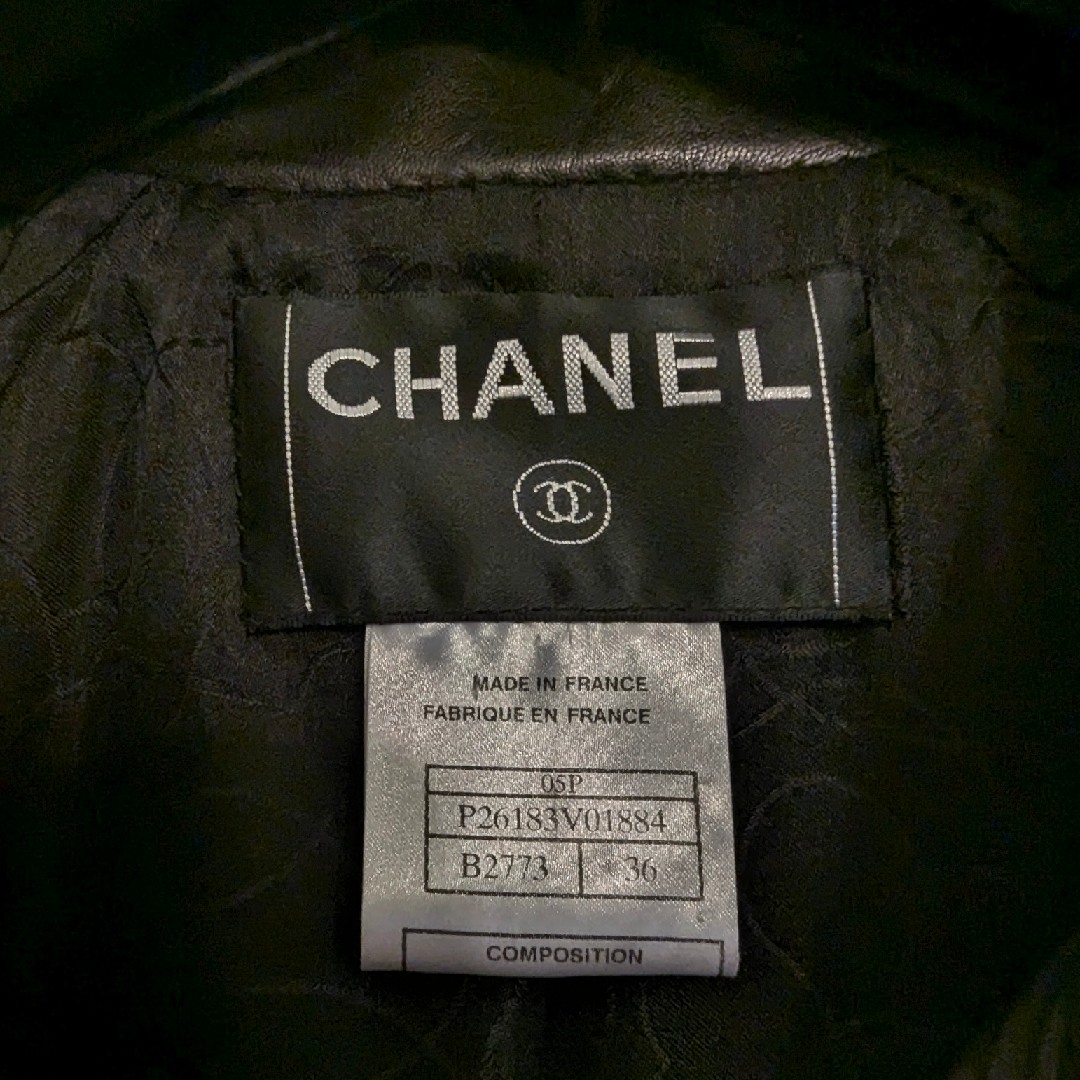 CHANEL
MADE IN FRANCE
FABRIQUE EN FRANCE
05P
P26183V01884
B2773 36
COMPOSITION